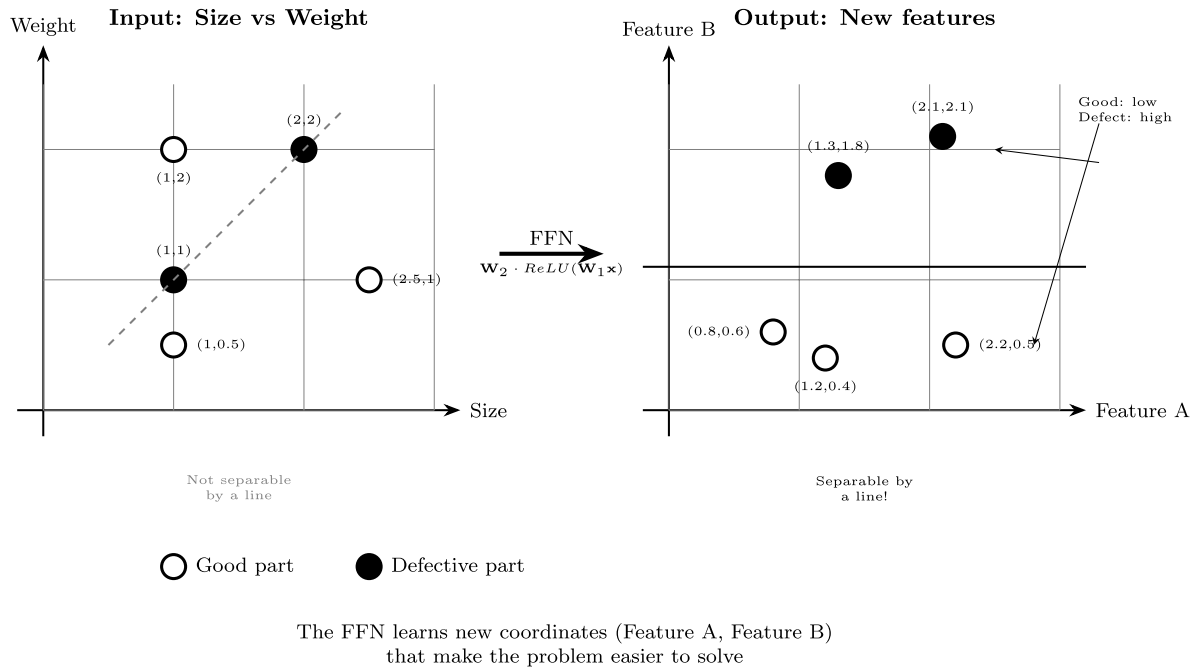 Input: Size vs Weight
Weight
(2,2)
(1,2)
(1,1)
(2.5,1)
(1,0.5)
Size
Not separable
by a line
FFN
W₂ · ReLU(W₁x)
Output: New features
Feature B
Good: low
Defect: high
(2.1,2.1)
(1.3,1.8)
(0.8,0.6)
(2.2,0.5)
(1.2,0.4)
Feature A
Separable by
a line!
Good part
Defective part
The FFN learns new coordinates (Feature A, Feature B)
that make the problem easier to solve